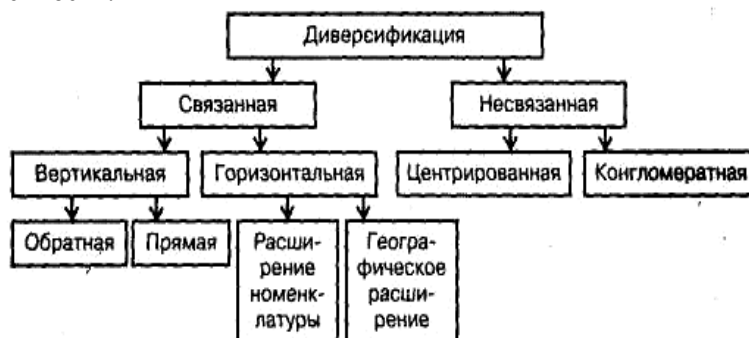 Диверсификация
Связанная
Несвязанная
Вертикальная
Горизонтальная
Центрированная
Конгломератная
Обратная
Прямая
Расши-
рение
номенк-
латуры
Геогра-
фическое
расши-
рение